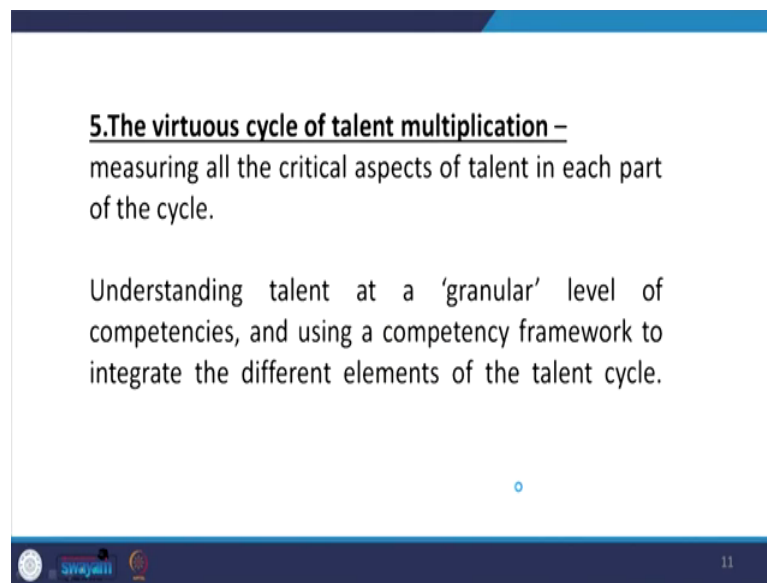 5.The virtuous cycle of talent multiplication –
measuring all the critical aspects of talent in each part
of the cycle.
Understanding talent at a ‘granular’ level of
competencies, and using a competency framework to
integrate the different elements of the talent cycle.
swayam
11